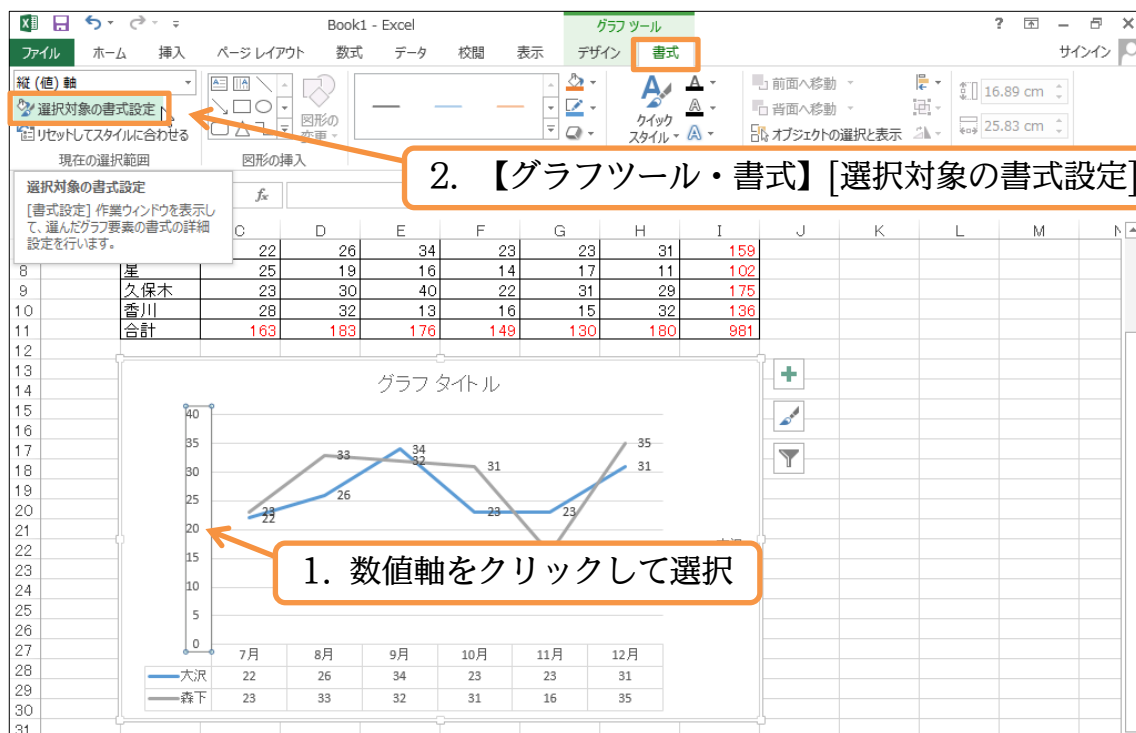 Book1 - Excel
グラフ ツール
?
ファイル ホーム 挿入 ページ レイアウト 数式 データ 校閲 表示 デザイン 書式 サインイン
縦 (値) 軸
選択対象の書式設定
リセットしてスタイルに合わせる
現在の選択範囲
図形の
変更
図形の挿入
クイック
スタイル
前面へ移動
背面へ移動
オブジェクトの選択と表示
16.89 cm
25.83 cm
2. 【グラフツール・書式】[選択対象の書式設定]
選択対象の書式設定
[書式設定] 作業ウィンドウを表示し
て、選んだグラフ要素の書式の詳細
設定を行います。
fx
C D E F G H I J K L M
22 26 34 23 23 31 159
8 星 25 19 16 14 17 11 102
9 久保木 23 30 40 22 31 29 175
10 香川 28 32 13 16 15 32 136
11 合計 163 183 176 149 130 180 981
12
13
14
15
16
17
18
19
20
21
22
23
24
25
26
27
28
29
30
31
グラフ タイトル
40
35
30
25
20
15
10
5
0
33 34 32 31 35 31
26 23 22 23 23
1. 数値軸をクリックして選択
7月 8月 9月 10月 11月 12月
大沢 22 26 34 23 23 31
森下 23 33 32 31 16 35